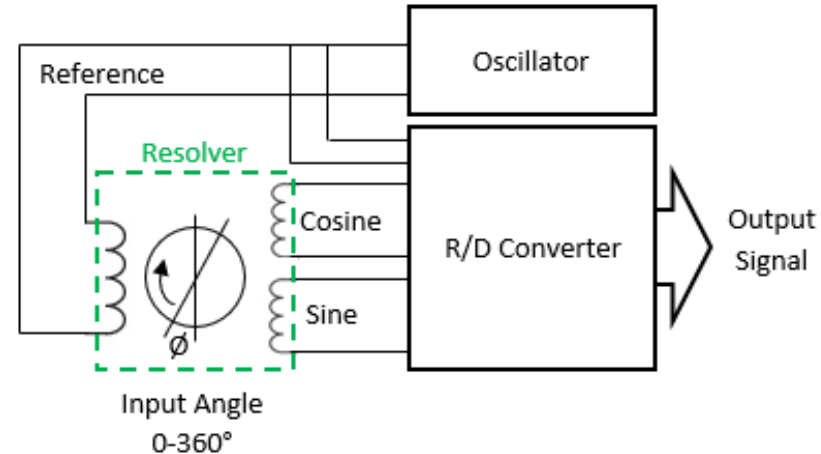 Oscillator
Reference
Resolver
Cosine
R/D Converter
Output
Signal
Sine
Ø
Input Angle
0-360°